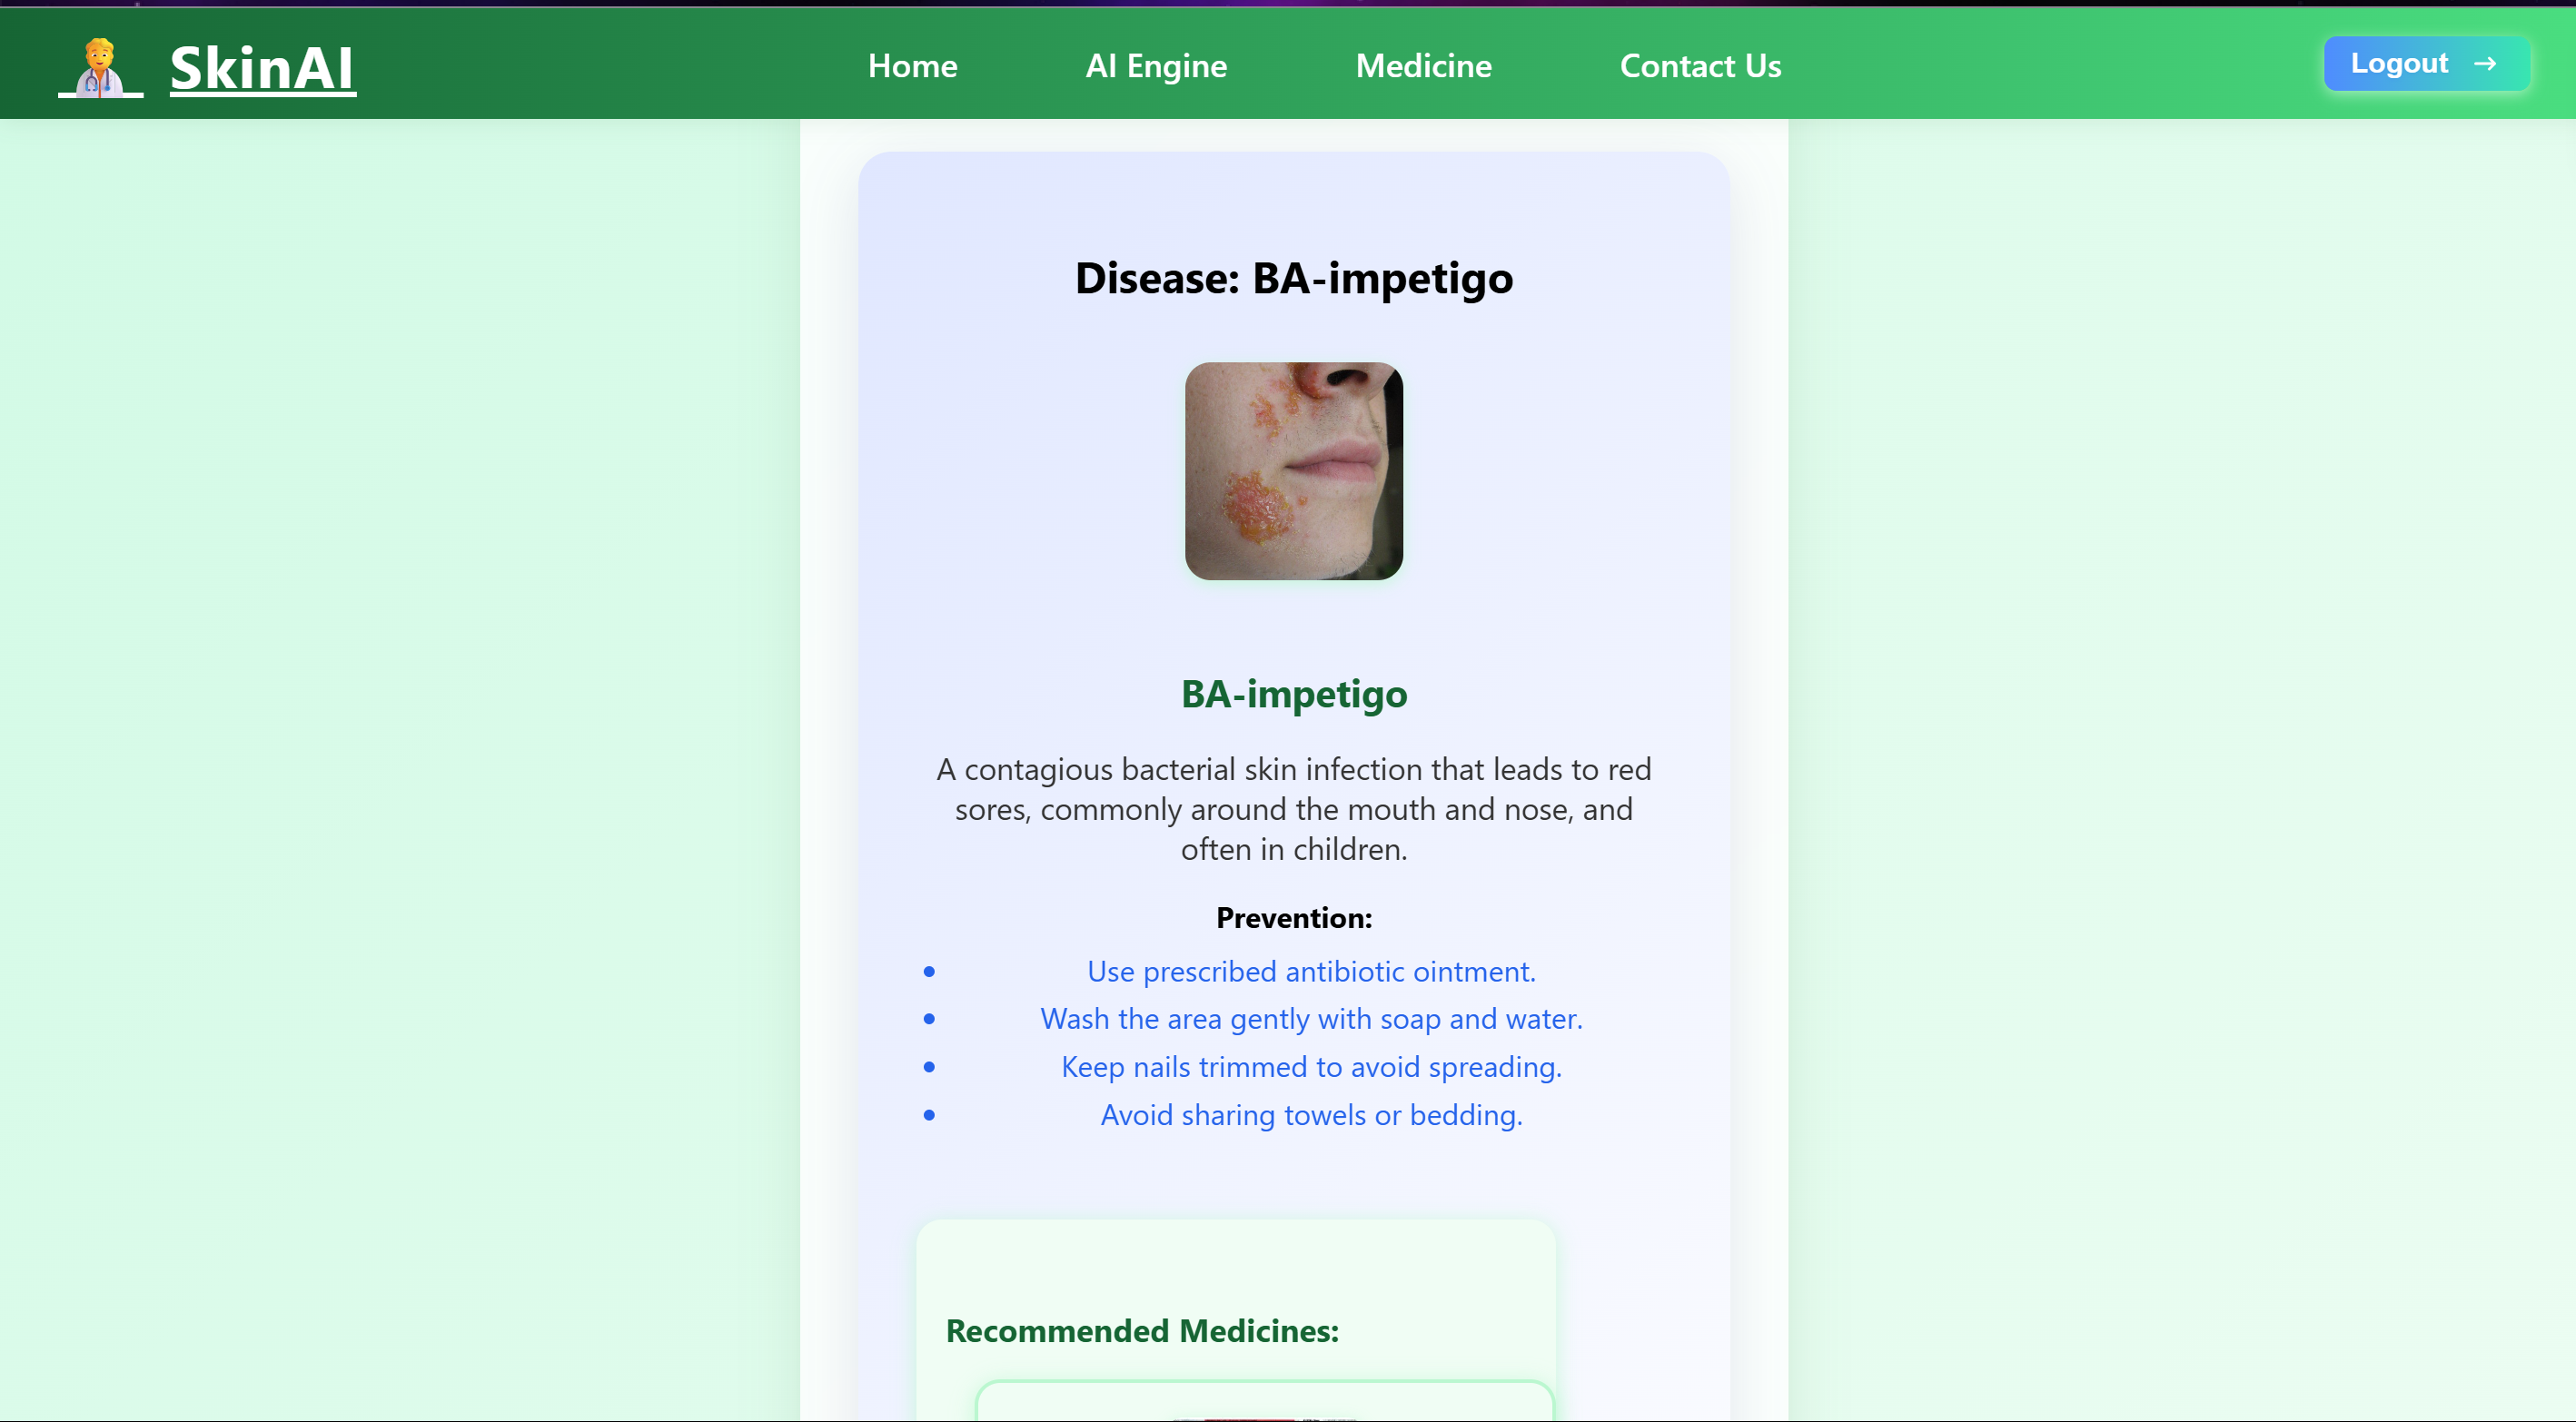 SkinAI
Home
AI Engine
Medicine
Contact Us
Logout →
Disease: BA-impetigo
BA-impetigo
A contagious bacterial skin infection that leads to red
sores, commonly around the mouth and nose, and
often in children.
Prevention:
• Use prescribed antibiotic ointment.
• Wash the area gently with soap and water.
• Keep nails trimmed to avoid spreading.
• Avoid sharing towels or bedding.
Recommended Medicines: